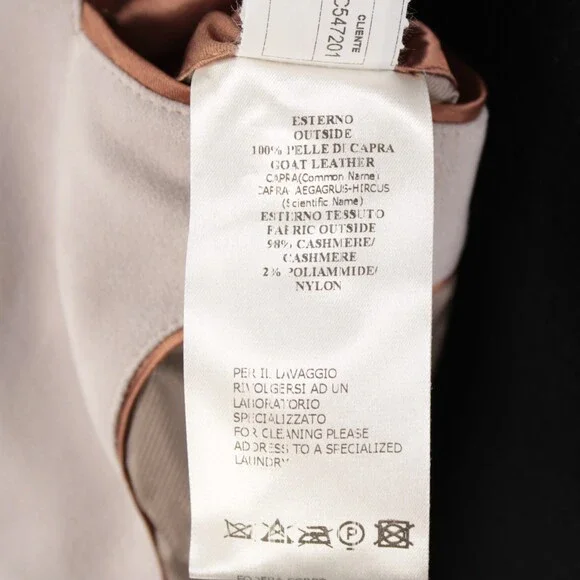 CLIENTE
C547201
ESTERNO
OUTSIDE
100% PELLE DI CAPRA
GOAT LEATHER
CAPRA(Common Name)
CAPRA AEGAGRUS-HIRCUS
(Scientific Name)
ESTERNO TESSUTO
FABRIC OUTSIDE
98% CASHMERE/
CASHMERE
2% POLIAMMIDE/
NYLON
PER IL LAVAGGIO
RIVOLGERSI AD UN
LABORATORIO
SPECIALIZZATO
FOR CLEANING PLEASE
ADDRESS TO A SPECIALIZED
LAUNDRY
P